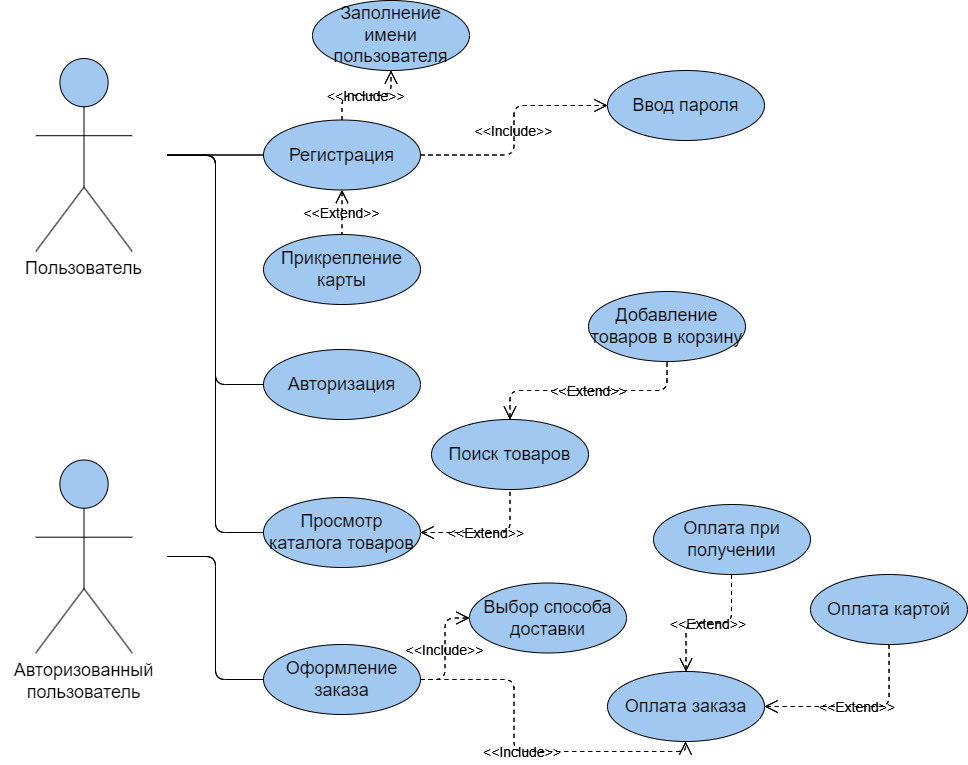 Заполнение
имени
пользователя
<<Include>>
Ввод пароля
<<Include>>
Регистрация
<<Extend>>
Прикрепление
карты
Пользователь
Добавление
товаров в корзину
<<Extend>>
Авторизация
Поиск товаров
Просмотр
каталога товаров
<<Extend>>
Оплата при
получении
Выбор способа
доставки
<<Extend>>
Оплата картой
<<Include>>
Авторизованный
пользователь
Оформление
заказа
Оплата заказа
<<Extend>>
<<Include>>